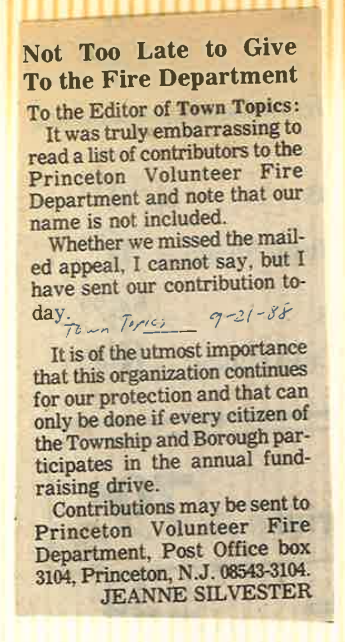 Not Too Late to Give
To the Fire Department
To the Editor of Town Topics:
It was truly embarrassing to
read a list of contributors to the
Princeton Volunteer Fire
Department and note that our
name is not included.
Whether we missed the mail-
ed appeal, I cannot say, but I
have sent our contribution to-
day.
Town Topics 9-21-88
It is of the utmost importance
that this organization continues
for our protection and that can
only be done if every citizen of
the Township and Borough par-
ticipates in the annual fund-
raising drive.
Contributions may be sent to
Princeton Volunteer Fire
Department, Post Office box
3104, Princeton, N.J. 08543-3104.
JEANNE SILVESTER